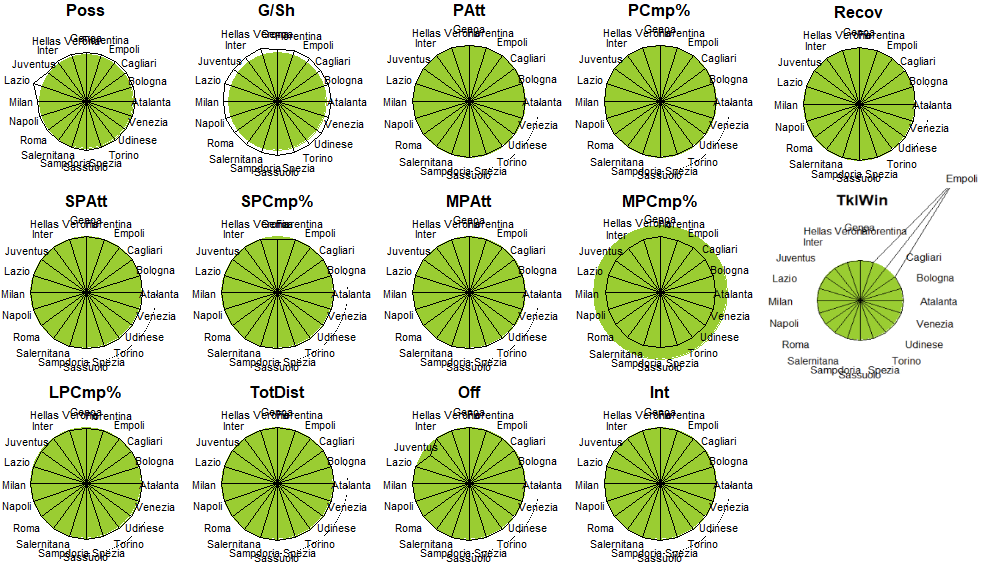 Poss
G/Sh
PAtt
PCmp%
Recov
Genoa
Hellas Verona
Fiorentina
Inter
Empoli
Juventus
Cagliari
Lazio
Bologna
Milan
Atalanta
Napoli
Venezia
Roma
Udinese
Salernitana
Torino
Sampdoria
Spezia
Sassuolo
Genoa
Hellas Verona
Fiorentina
Inter
Empoli
Juventus
Cagliari
Lazio
Bologna
Milan
Atalanta
Napoli
Venezia
Roma
Udinese
Salernitana
Torino
Sampdoria
Spezia
Sassuolo
Genoa
Hellas Verona
Fiorentina
Inter
Empoli
Juventus
Cagliari
Lazio
Bologna
Milan
Atalanta
Napoli
Venezia
Roma
Udinese
Salernitana
Torino
Sampdoria
Spezia
Sassuolo
Genoa
Hellas Verona
Fiorentina
Inter
Empoli
Juventus
Cagliari
Lazio
Bologna
Milan
Atalanta
Napoli
Venezia
Roma
Udinese
Salernitana
Torino
Sampdoria
Spezia
Sassuolo
Genoa
Hellas Verona
Fiorentina
Inter
Empoli
Juventus
Cagliari
Lazio
Bologna
Milan
Atalanta
Napoli
Venezia
Roma
Udinese
Salernitana
Torino
Sampdoria
Spezia
Sassuolo
SPAtt
SPCmp%
MPAtt
MPCmp%
TklWin
Genoa
Hellas Verona
Fiorentina
Inter
Empoli
Juventus
Cagliari
Lazio
Bologna
Milan
Atalanta
Napoli
Venezia
Roma
Udinese
Salernitana
Torino
Sampdoria
Spezia
Sassuolo
Genoa
Hellas Verona
Fiorentina
Inter
Empoli
Juventus
Cagliari
Lazio
Bologna
Milan
Atalanta
Napoli
Venezia
Roma
Udinese
Salernitana
Torino
Sampdoria
Spezia
Sassuolo
Genoa
Hellas Verona
Fiorentina
Inter
Empoli
Juventus
Cagliari
Lazio
Bologna
Milan
Atalanta
Napoli
Venezia
Roma
Udinese
Salernitana
Torino
Sampdoria
Spezia
Sassuolo
Genoa
Hellas Verona
Fiorentina
Inter
Empoli
Juventus
Cagliari
Lazio
Bologna
Milan
Atalanta
Napoli
Venezia
Roma
Udinese
Salernitana
Torino
Sampdoria
Spezia
Sassuolo
Empoli
Genoa
Hellas Verona
Fiorentina
Inter
Juventus
Cagliari
Lazio
Bologna
Milan
Atalanta
Napoli
Venezia
Roma
Udinese
Salernitana
Torino
Sampdoria
Spezia
Sassuolo
LPCmp%
TotDist
Off
Int
Genoa
Hellas Verona
Fiorentina
Inter
Empoli
Juventus
Cagliari
Lazio
Bologna
Milan
Atalanta
Napoli
Venezia
Roma
Udinese
Salernitana
Torino
Sampdoria
Spezia
Sassuolo
Genoa
Hellas Verona
Fiorentina
Inter
Empoli
Juventus
Cagliari
Lazio
Bologna
Milan
Atalanta
Napoli
Venezia
Roma
Udinese
Salernitana
Torino
Sampdoria
Spezia
Sassuolo
Genoa
Hellas Verona
Fiorentina
Inter
Empoli
Juventus
Cagliari
Lazio
Bologna
Milan
Atalanta
Napoli
Venezia
Roma
Udinese
Salernitana
Torino
Sampdoria
Spezia
Sassuolo
Genoa
Hellas Verona
Fiorentina
Inter
Empoli
Juventus
Cagliari
Lazio
Bologna
Milan
Atalanta
Napoli
Venezia
Roma
Udinese
Salernitana
Torino
Sampdoria
Spezia
Sassuolo